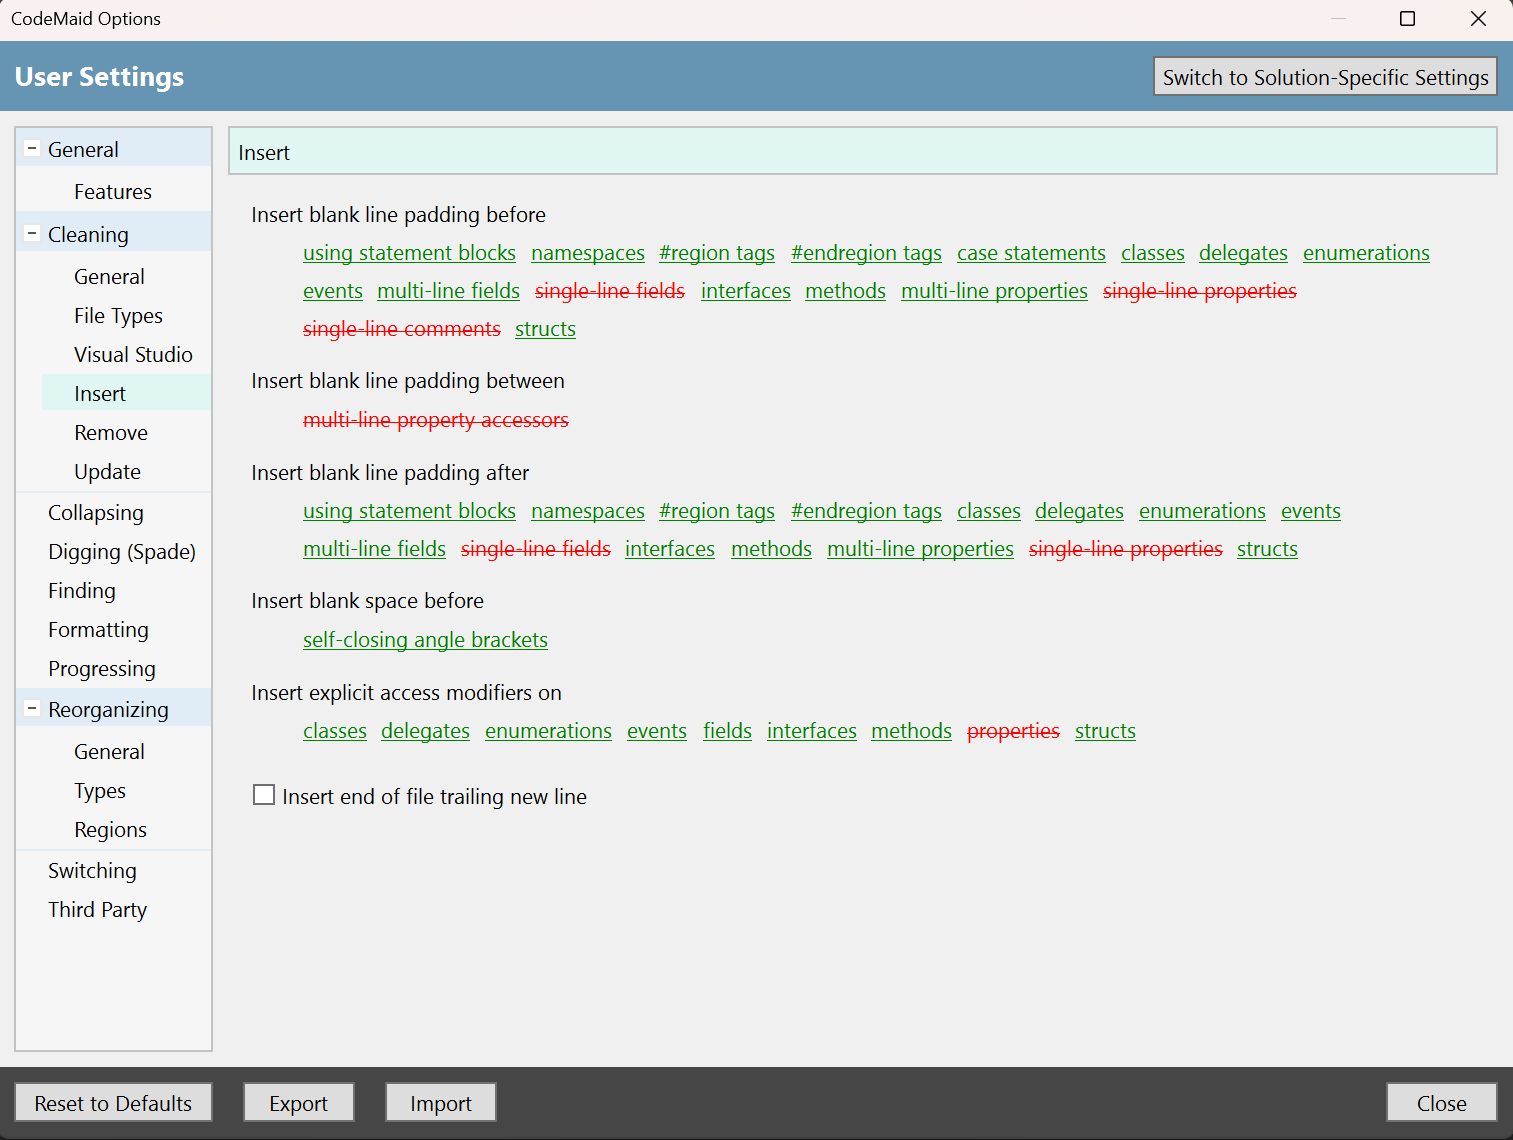 CodeMaid Options
User Settings
Switch to Solution-Specific Settings
General
Features
Cleaning
General
File Types
Visual Studio
Insert
Remove
Update
Collapsing
Digging (Spade)
Finding
Formatting
Progressing
Reorganizing
General
Types
Regions
Switching
Third Party
Insert
Insert blank line padding before
using statement blocks namespaces #region tags #endregion tags case statements classes delegates enumerations
events multi-line fields single-line fields interfaces methods multi-line properties single-line properties
single-line comments structs
Insert blank line padding between
multi-line property accessors
Insert blank line padding after
using statement blocks namespaces #region tags #endregion tags classes delegates enumerations events
multi-line fields single-line fields interfaces methods multi-line properties single-line properties structs
Insert blank space before
self-closing angle brackets
Insert explicit access modifiers on
classes delegates enumerations events fields interfaces methods properties structs
Insert end of file trailing new line
Reset to Defaults
Export
Import
Close